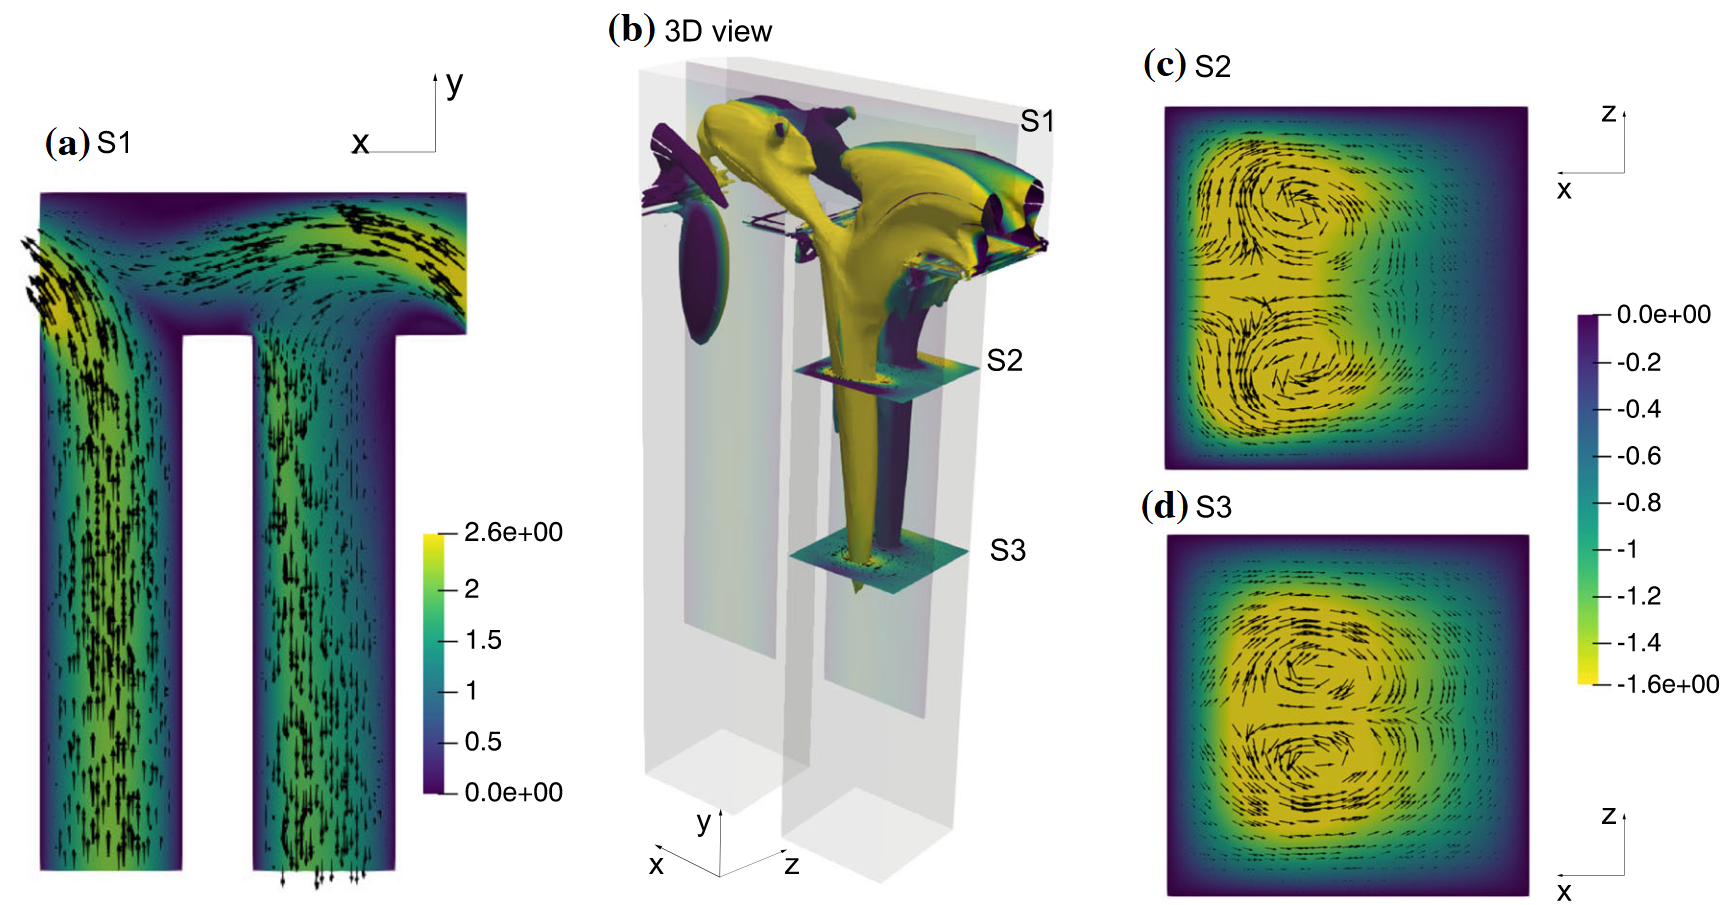 (a) S1
y
x
2.6e+00
2
1.5
1
0.5
0.0e+00
(b) 3D view
S1
S2
S3
y
x
z
(c) S2
z
x
0.0e+00
-0.2
-0.4
-0.6
-0.8
-1
-1.2
-1.4
-1.6e+00
(d) S3
z
x